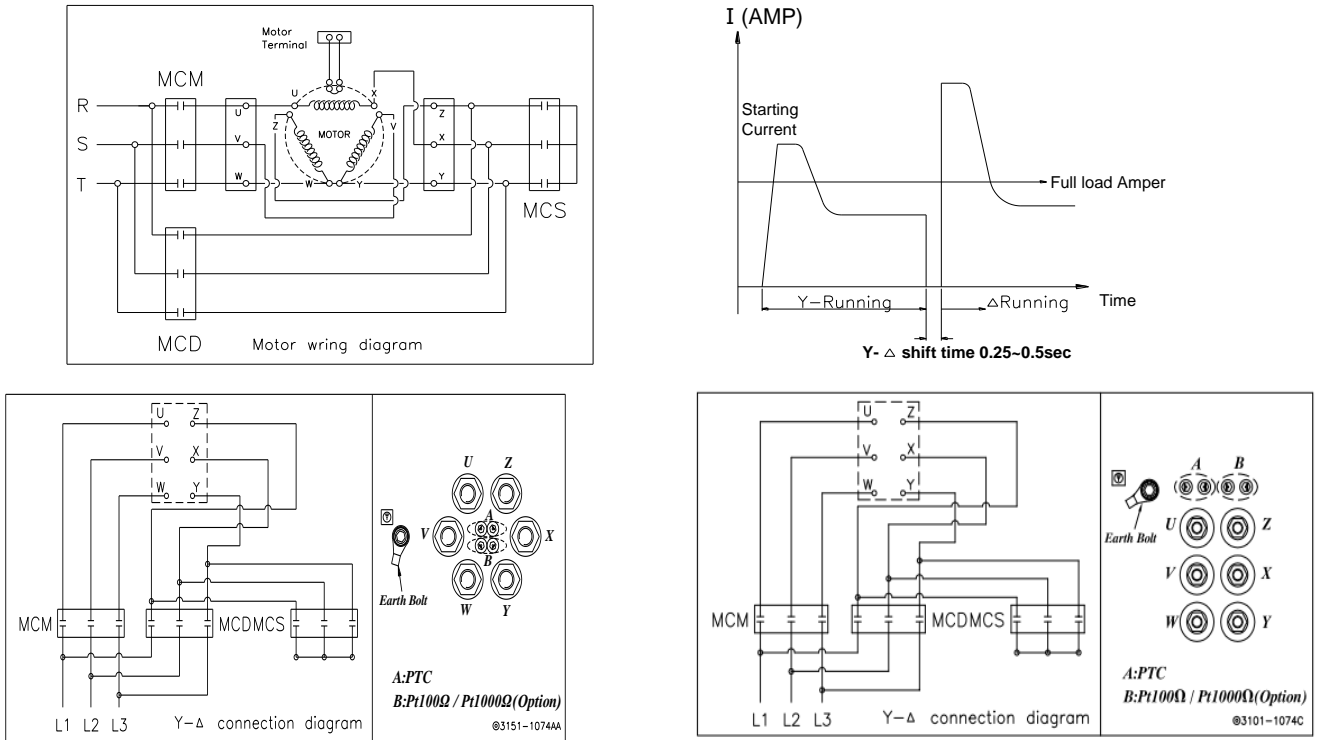 Motor
Terminal
MCM
R
S
T
U
V
W
U
X
Z
V
MOTOR
W
Y
Z
X
Y
MCS
MCD
Motor wring diagram
I (AMP)
Starting
Current
Full load Amper
Y-Running
△Running
Time
Y- △ shift time 0.25~0.5sec
U Z
V X
W Y
MCM
MCDMCS
L1 L2 L3
Y-Δ connection diagram
U Z
V A X
B
W Y
Earth Bolt
A:PTC
B:Pt100Ω / Pt1000Ω(Option)
@3151-1074AA
U Z
V X
W Y
MCM
MCDMCS
L1 L2 L3
Y-Δ connection diagram
A B
Earth Bolt
U Z
V X
W Y
A:PTC
B:Pt100Ω / Pt1000Ω(Option)
@3101-1074C